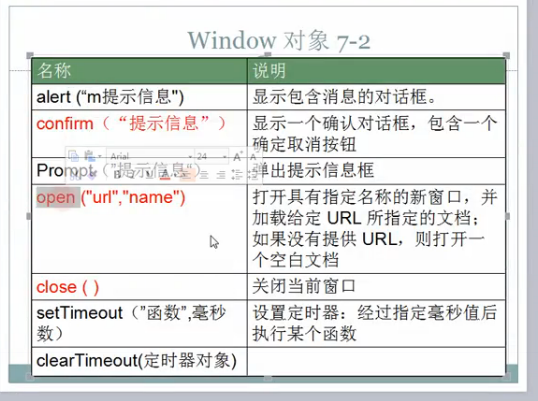 Window 对象 7-2
名称 说明
alert (“m提示信息") 显示包含消息的对话框。
confirm（“提示信息”） 显示一个确认对话框，包含一个
确定取消按钮
Arial 24
Prompt（"提示信息“） 弹出提示信息框
open ("url","name") 打开具有指定名称的新窗口，并
加载给定 URL 所指定的文档；
如果没有提供 URL，则打开一
个空白文档
close ( ) 关闭当前窗口
setTimeout（”函数”,毫秒 设置定时器：经过指定毫秒值后
数） 执行某个函数
clearTimeout(定时器对象)